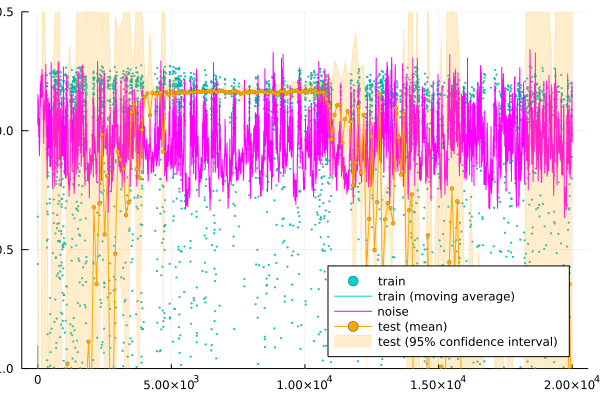 0.5
0.0
0.5
1.0
train
train (moving average)
noise
test (mean)
test (95% confidence interval)
0 5.00×10³ 1.00×10⁴ 1.50×10⁴ 2.00×10⁴